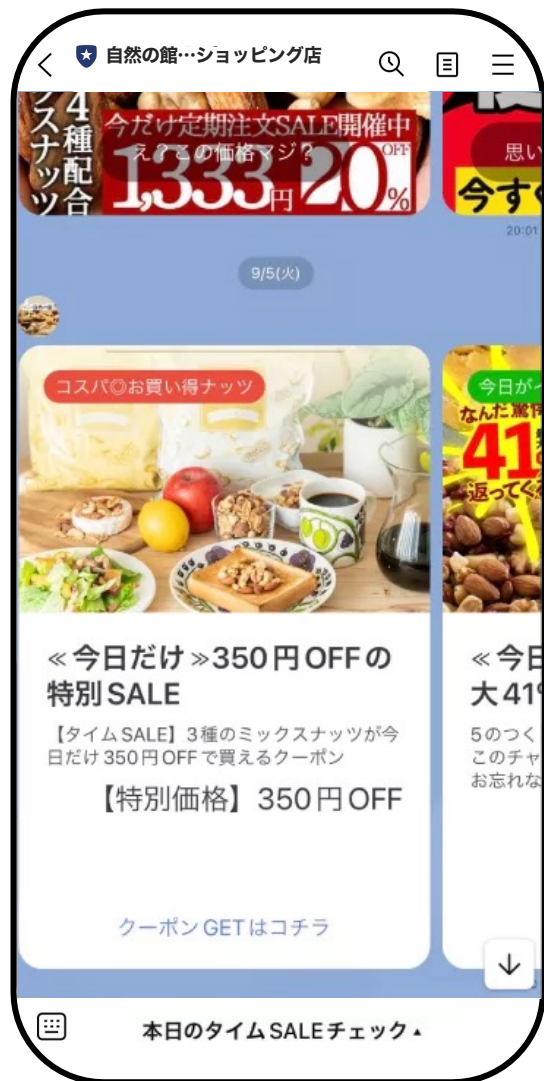 自然の館…ショッピング店
4種配合
スナッツ
今だけ定期注文SALE開催中
え?この価格マジ?
1,333円 20%
OFF
思い
今すぐ
20:01
9/5(火)
コスパ◎お買い得ナッツ
今日が
なんだ驚
41
返ってく
≪今日だけ≫350円OFFの
特別SALE
【タイムSALE】3種のミックスナッツが今
日だけ350円OFFで買えるクーポン
【特別価格】350円OFF
クーポンGETはコチラ
≪今日
大41
5のつく
このチャ
お忘れな
本日のタイムSALEチェック▲